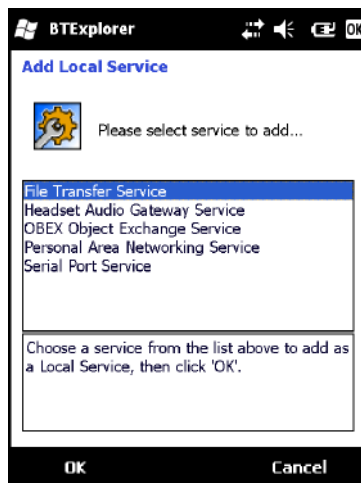 BTExplorer
OK
Add Local Service
Please select service to add...
File Transfer Service
Headset Audio Gateway Service
OBEX Object Exchange Service
Personal Area Networking Service
Serial Port Service
Choose a service from the list above to add as
a Local Service, then click 'OK'.
OK
Cancel